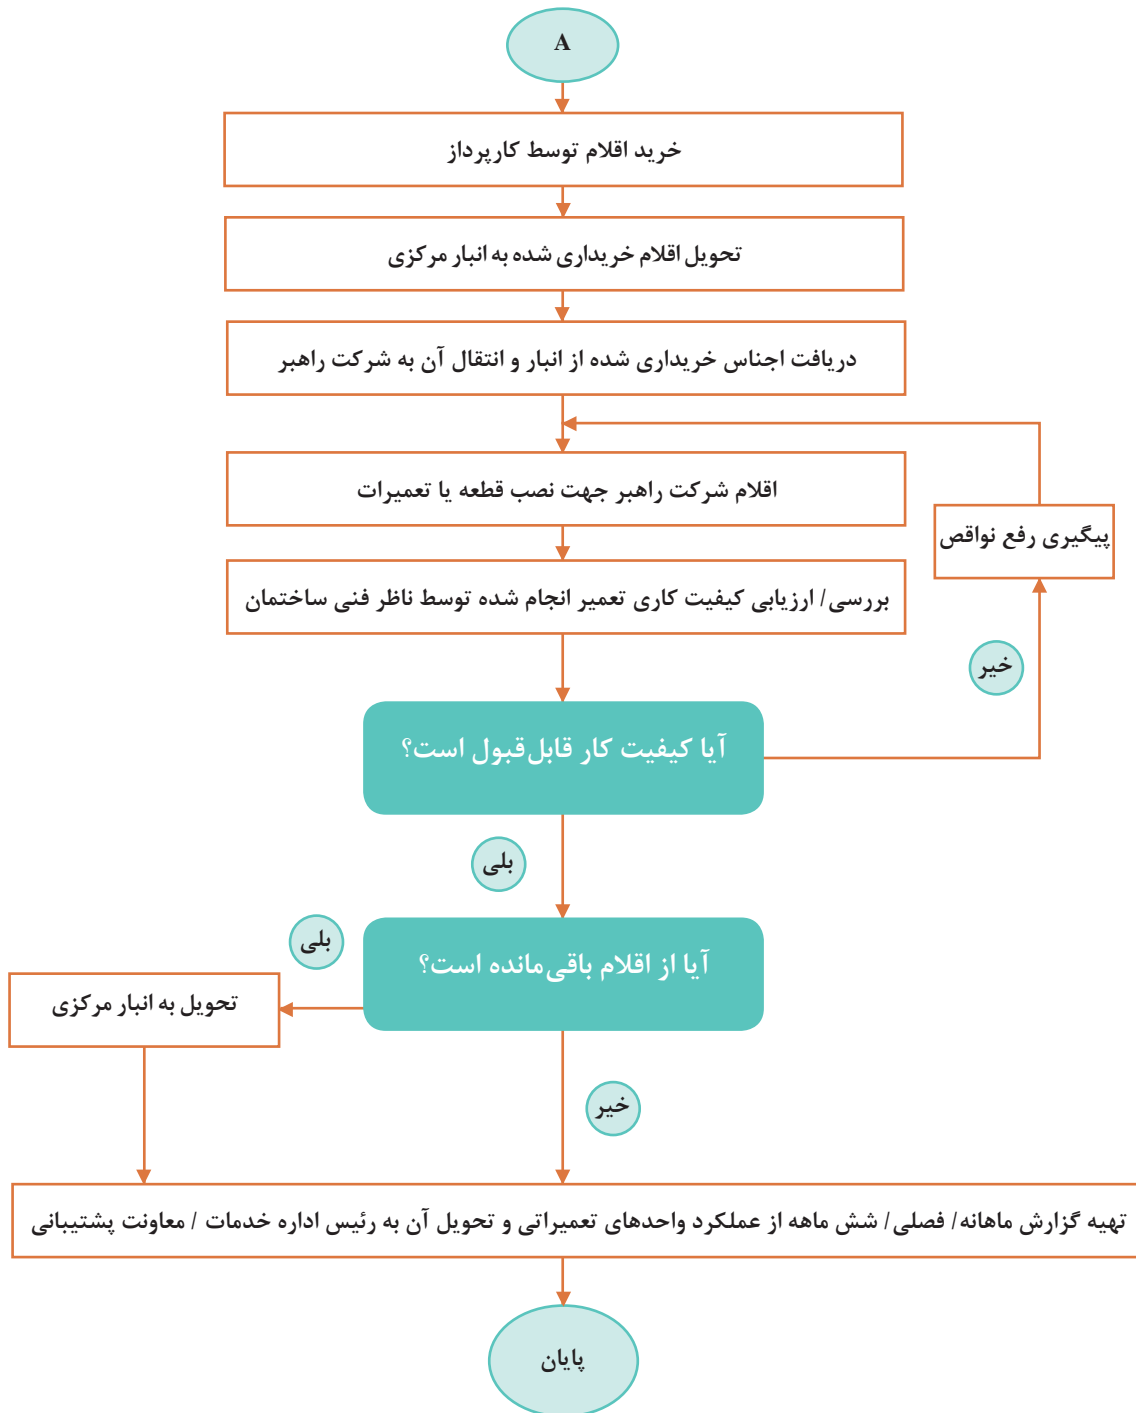 A
خرید اقلام توسط کارپرداز
تحویل اقلام خریداری شده به انبار مرکزی
دریافت اجناس خریداری شده از انبار و انتقال آن به شرکت راهبر
اقلام شرکت راهبر جهت نصب قطعه یا تعمیرات
پیگیری رفع نواقص
بررسی/ ارزیابی کیفیت کاری تعمیر انجام شده توسط ناظر فنی ساختمان
خیر
آیا کیفیت کار قابل‌قبول است؟
بلی
بلی
آیا از اقلام باقی‌مانده است؟
تحویل به انبار مرکزی
خیر
تهیه گزارش ماهانه/ فصلی/ شش ماهه از عملکرد واحدهای تعمیراتی و تحویل آن به رئیس اداره خدمات / معاونت پشتیبانی
پایان